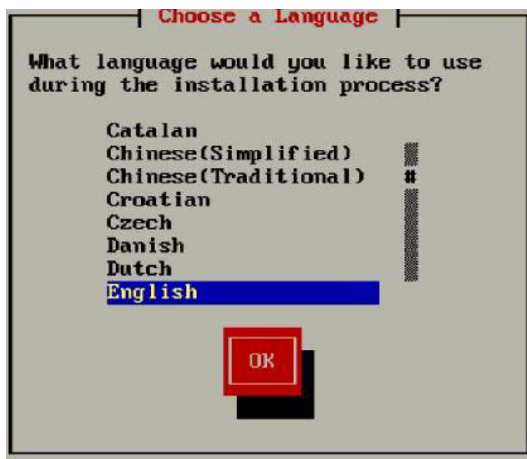 Choose a Language
What language would you like to use
during the installation process?
Catalan
Chinese(Simplified)
Chinese(Traditional) #
Croatian
Czech
Danish
Dutch
English
OK